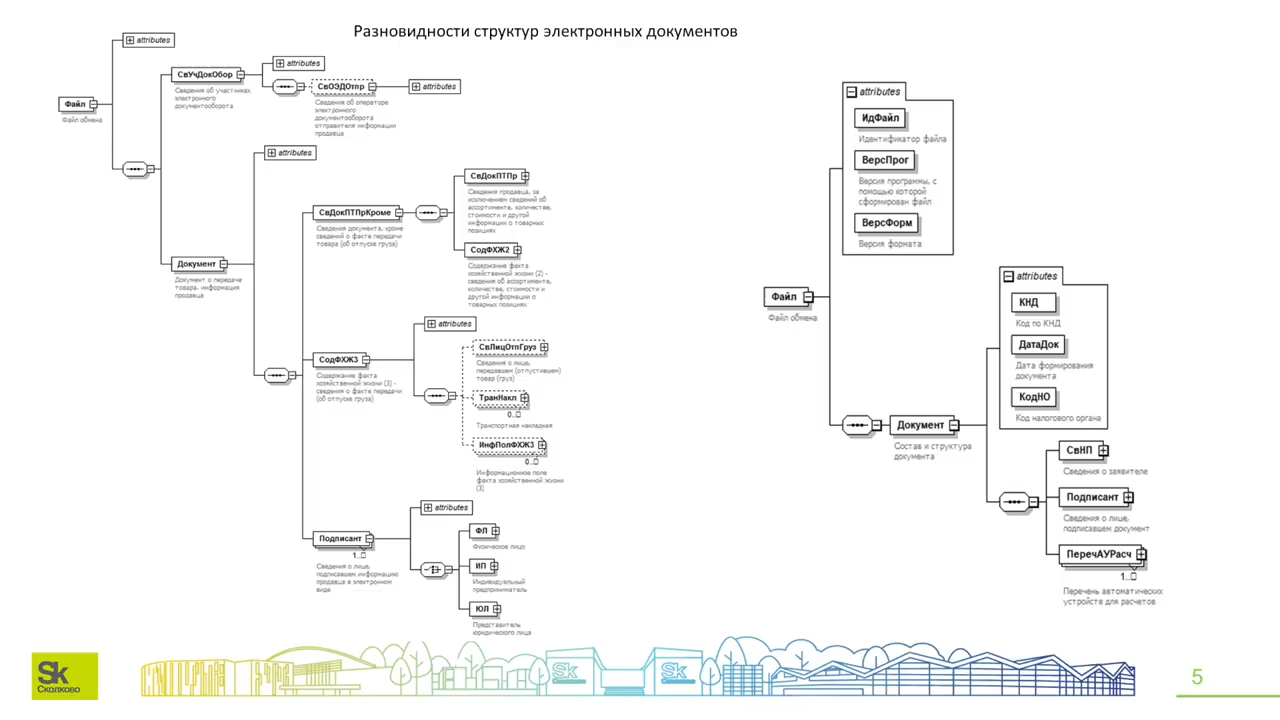 Разновидности структур электронных документов
attributes
СвУчДокОбор
Сведения об участниках
электронного
документооборота
attributes
СвОЭДОтпр
Сведения об операторе
электронного
документооборота
отправителя информации
продавца
attributes
Файл
Файл обмена
attributes
Документ
Документ о передаче
товара, информация
продавца
СвДокПТПрКроме
Сведения документа, кроме
сведений о факте передачи
товара (об отпуске груза)
СвДокПТПр
Сведения продавца, за
исключением сведений об
ассортименте, количестве,
стоимости и другой
информации о товарных
позициях
СодФХЖ2
Содержание факта
хозяйственной жизни (2) -
сведения об ассортименте,
количестве, стоимости и
другой информации о
товарных позициях
СодФХЖ3
Содержание факта
хозяйственной жизни (3) -
сведения о факте передачи
(об отпуске груза)
attributes
СвЛицОтпГруз
Сведения о лице,
передавшем (отпустившем)
товар (груз)
ТранНакл
0..
Транспортная накладная
ИнфПолФХЖ3
0..
Информационное поле
факта хозяйственной жизни
(3)
Подписант
1..
Сведения о лице,
подписавшем информацию
продавца в электронном
виде
attributes
ФЛ
Физическое лицо
ИП
Индивидуальный
предприниматель
ЮЛ
Представитель
юридического лица
attributes
ИдФайл
Идентификатор файла
ВерсПрог
Версия программы, с
помощью которой
сформирован файл
ВерсФорм
Версия формата
Файл
Файл обмена
attributes
КНД
Код по КНД
ДатаДок
Дата формирования
документа
КодНО
Код налогового органа
Документ
Состав и структура
документа
СвНП
Сведения о заявителе
Подписант
Сведения о лице,
подписавшем документ
ПеречАУРасч
1..
Перечень автоматических
устройств для расчетов
Sk
Сколково
Sk
Sk
5